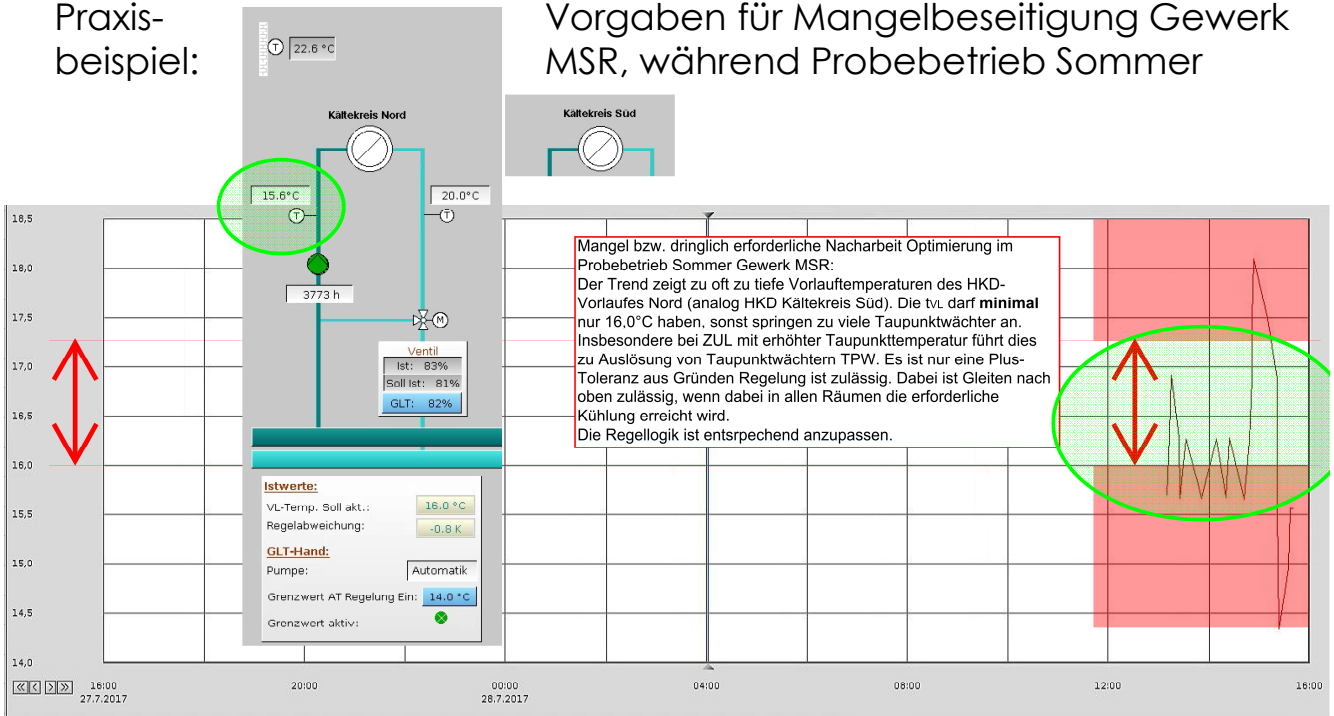 Praxis-
beispiel:
Vorgaben für Mangelbeseitigung Gewerk
MSR, während Probebetrieb Sommer
T
22.6 °C
Kältekreis Nord
Kältekreis Süd
15.6°C
T
20.0°C
T
3773 h
M
Ventil
Ist: 83%
Soll Ist: 81%
GLT: 82%
Istwerte:
VL-Temp. Soll akt.: 16.0 °C
Regelabweichung: -0.8 K
GLT-Hand:
Pumpe: Automatik
Grenzwert AT Regelung Ein: 14.0 °C
Grenzwert aktiv:
Mangel bzw. dringlich erforderliche Nacharbeit Optimierung im
Probebetrieb Sommer Gewerk MSR:
Der Trend zeigt zu oft zu tiefe Vorlauftemperaturen des HKD-
Vorlaufes Nord (analog HKD Kältekreis Süd). Die tVL darf minimal
nur 16,0°C haben, sonst springen zu viele Taupunktwächter an.
Insbesondere bei ZUL mit erhöhter Taupunkttemperatur führt dies
zu Auslösung von Taupunktwächtern TPW. Es ist nur eine Plus-
Toleranz aus Gründen Regelung ist zulässig. Dabei ist Gleiten nach
oben zulässig, wenn dabei in allen Räumen die erforderliche
Kühlung erreicht wird.
Die Regellogik ist entsrpechend anzupassen.
18,5
18,0
17,5
17,0
16,5
16,0
15,5
15,0
14,5
14,0
16:00
27.7.2017
20:00
00:00
28.7.2017
04:00
08:00
12:00
16:00